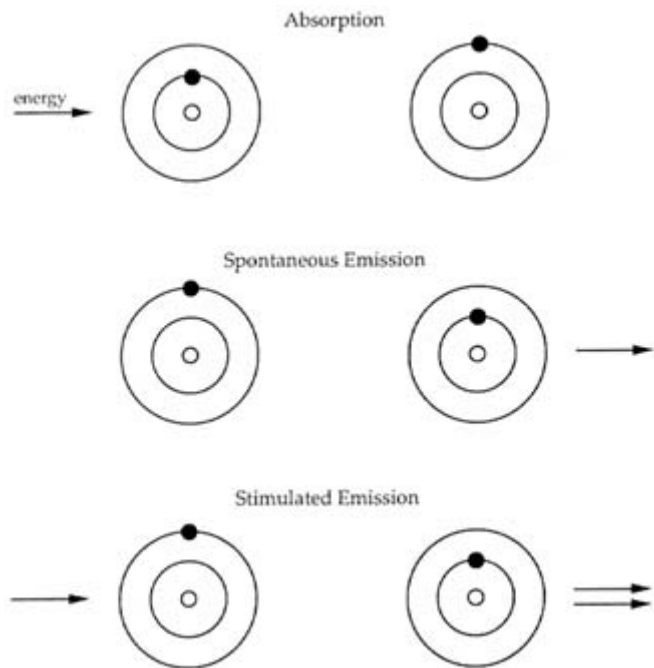 Absorption
energy
Spontaneous Emission
Stimulated Emission